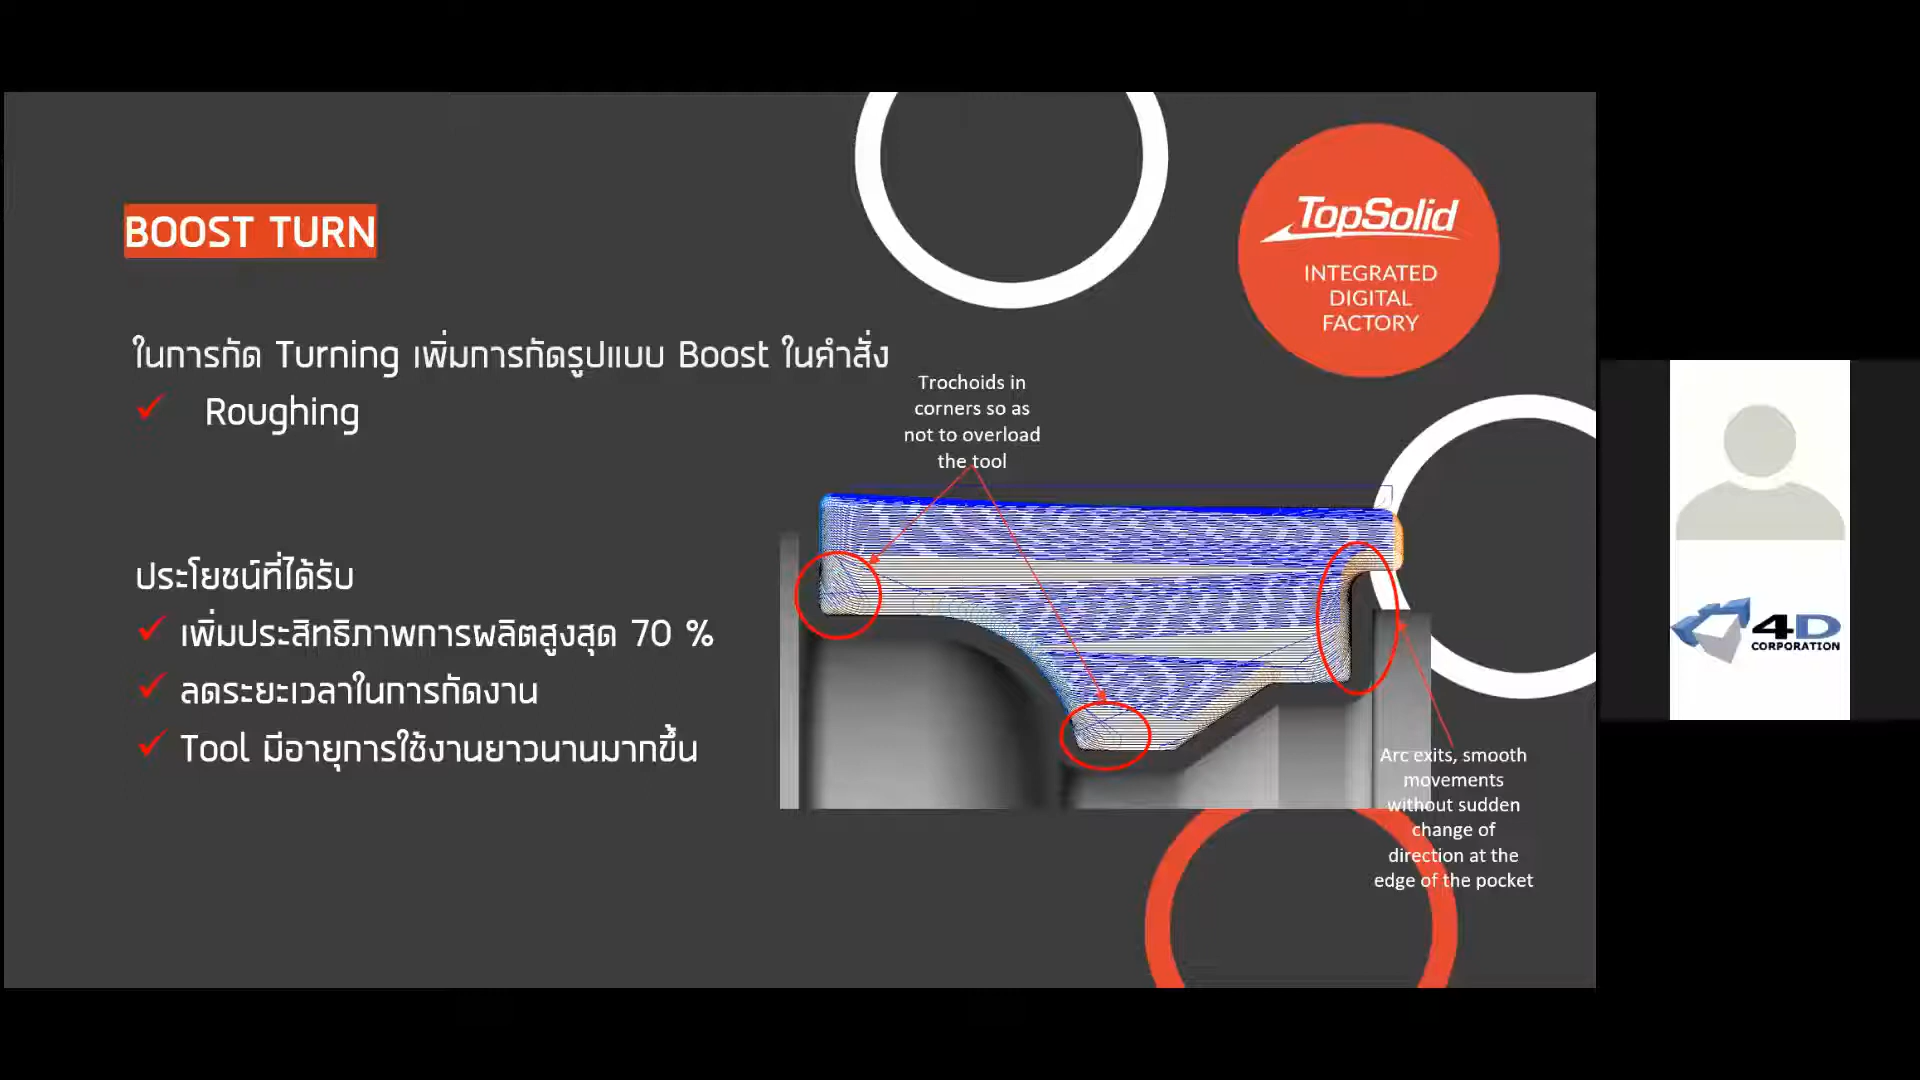 BOOST TURN
TopSolid
INTEGRATED
DIGITAL
FACTORY
ในการกัด Turning เพิ่มการกัดรูปแบบ Boost ในคำสั่ง
✓ Roughing
Trochoids in
corners so as
not to overload
the tool
ประโยชน์ที่ได้รับ
✓ เพิ่มประสิทธิภาพการผลิตสูงสุด 70 %
✓ ลดระยะเวลาในการกัดงาน
✓ Tool มีอายุการใช้งานยาวนานมากขึ้น
Arc exits, smooth
movements
without sudden
change of
direction at the
edge of the pocket
4D
CORPORATION